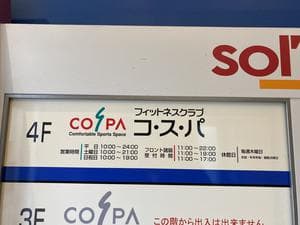 sol
4F
COSPA
Comfortable Sports Space
フィットネスクラブ
コ・ス・パ
営業時間
平日 10:00〜24:00
土曜日 10:00〜21:00
日祝日 10:00〜19:00
フロント諸届受付時間
11:00〜22:00
11:00〜19:00
11:00〜17:00
休館日
毎週木曜日
3F
COSPA
この階から出入は出来ません